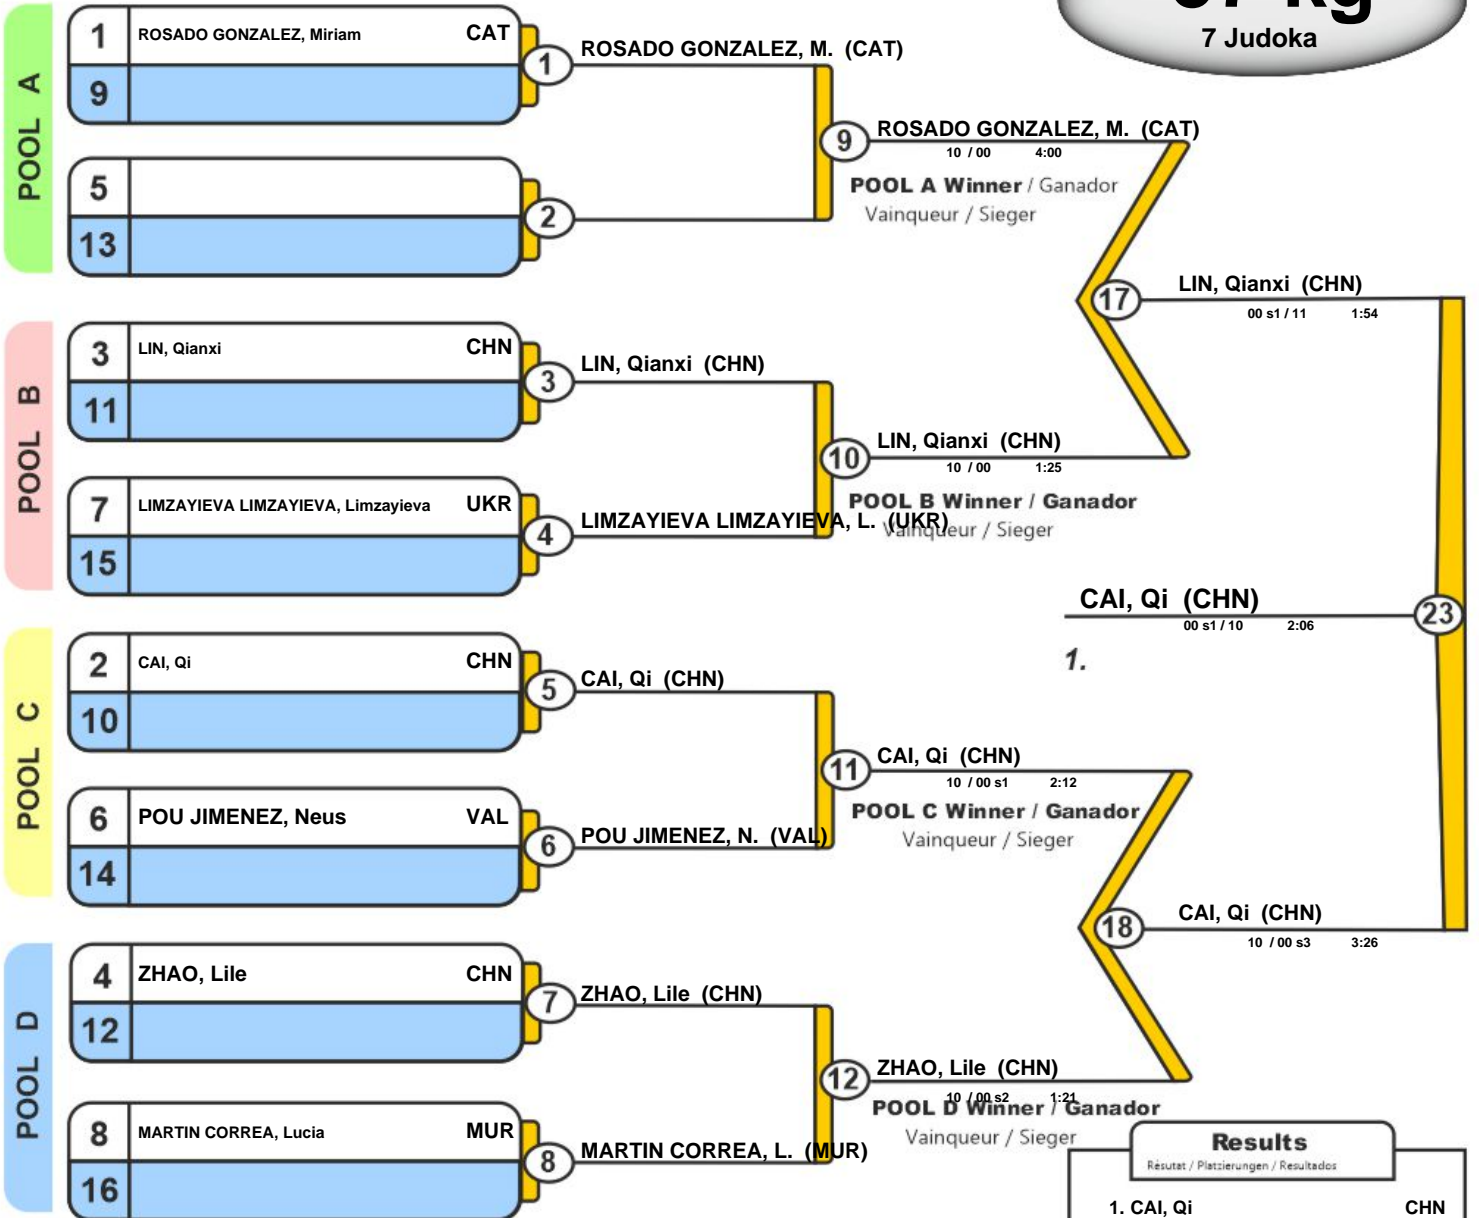 7 Judoka
POOL A
1 ROSADO GONZALEZ, Miriam CAT
9
1
ROSADO GONZALEZ, M. (CAT)
5
13
2
9
ROSADO GONZALEZ, M. (CAT)
10 / 00 4:00
POOL A Winner / Ganador
Vainqueur / Sieger
POOL B
3 LIN, Qianxi CHN
11
3
LIN, Qianxi (CHN)
7 LIMZAYIEVA LIMZAYIEVA, Limzayieva UKR
15
4
LIMZAYIEVA LIMZAYIEVA, L. (UKR)
10
LIN, Qianxi (CHN)
10 / 00 1:25
POOL B Winner / Ganador
Vainqueur / Sieger
17
LIN, Qianxi (CHN)
00 s1 / 11 1:54
CAI, Qi (CHN)
00 s1 / 10 2:06
23
1.
POOL C
2 CAI, Qi CHN
10
5
CAI, Qi (CHN)
6 POU JIMENEZ, Neus VAL
14
6
POU JIMENEZ, N. (VAL)
11
CAI, Qi (CHN)
10 / 00 s1 2:12
POOL C Winner / Ganador
Vainqueur / Sieger
18
CAI, Qi (CHN)
10 / 00 s3 3:26
POOL D
4 ZHAO, Lile CHN
12
7
ZHAO, Lile (CHN)
8 MARTIN CORREA, Lucia MUR
16
8
MARTIN CORREA, L. (MUR)
12
ZHAO, Lile (CHN)
10 / 00 s2 1:21
POOL D Winner / Ganador
Vainqueur / Sieger
Results
Résutat / Platzierungen / Resultados
1. CAI, Qi CHN